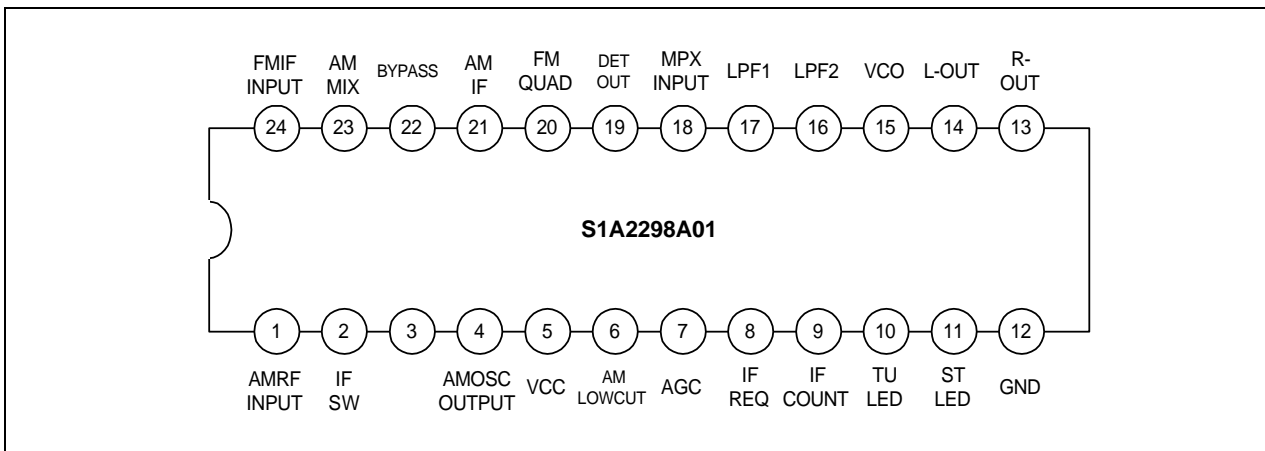 FMIF INPUT
AM MIX
BYPASS
AM IF
FM QUAD
DET OUT
MPX INPUT
LPF1
LPF2
VCO
L-OUT
R-OUT
24 23 22 21 20 19 18 17 16 15 14 13
S1A2298A01
1 2 3 4 5 6 7 8 9 10 11 12
AMRF INPUT
IF SW
AMOSC OUTPUT
VCC
AM LOWCUT
AGC
IF REQ
IF COUNT
TU LED
ST LED
GND